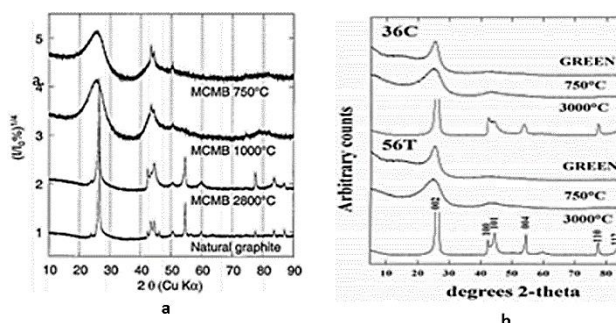 5
4
3
2
1
(I/I₀%)^1/4
a
MCMB 750°C
MCMB 1000°C
MCMB 2800°C
Natural graphite
10 20 30 40 50 60 70 80 90
2 θ (Cu Kα)
a
36C
GREEN
750°C
3000°C
56T
GREEN
750°C
3000°C
002
100
101
004
110
Arbitrary counts
10 20 30 40 50 60 70 80
degrees 2-theta
b